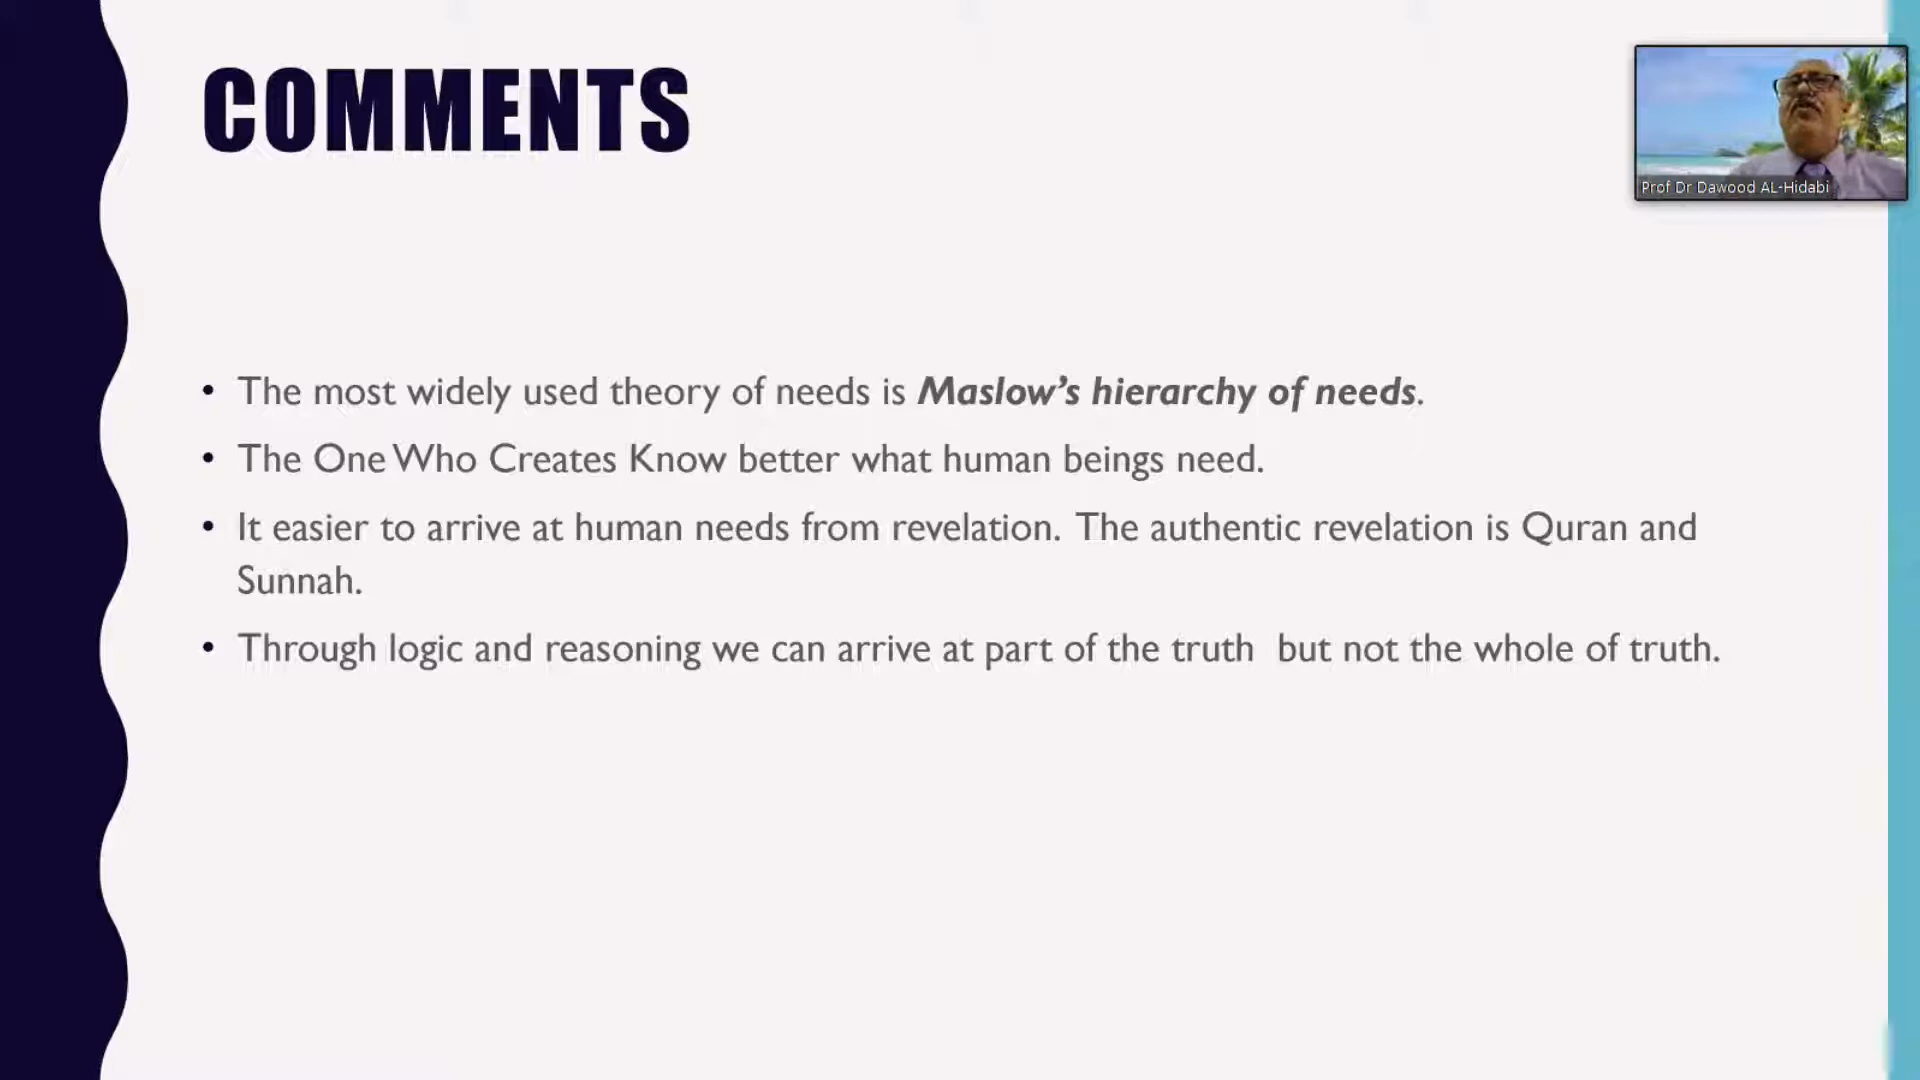 COMMENTS
Prof Dr Dawood AL-Hidabi
• The most widely used theory of needs is Maslow’s hierarchy of needs.
• The One Who Creates Know better what human beings need.
• It easier to arrive at human needs from revelation. The authentic revelation is Quran and
Sunnah.
• Through logic and reasoning we can arrive at part of the truth but not the whole of truth.